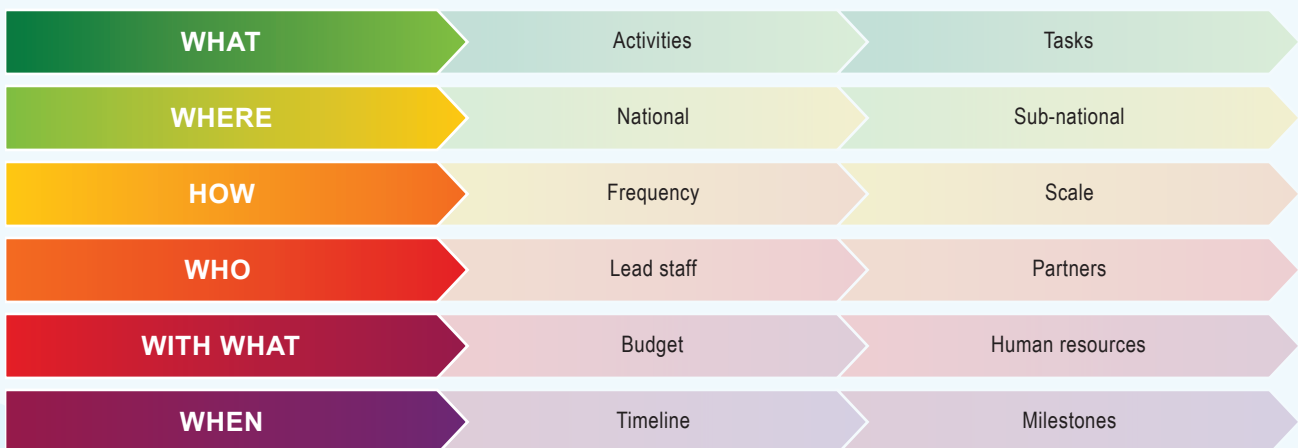 WHAT Activities Tasks
WHERE National Sub-national
HOW Frequency Scale
WHO Lead staff Partners
WITH WHAT Budget Human resources
WHEN Timeline Milestones